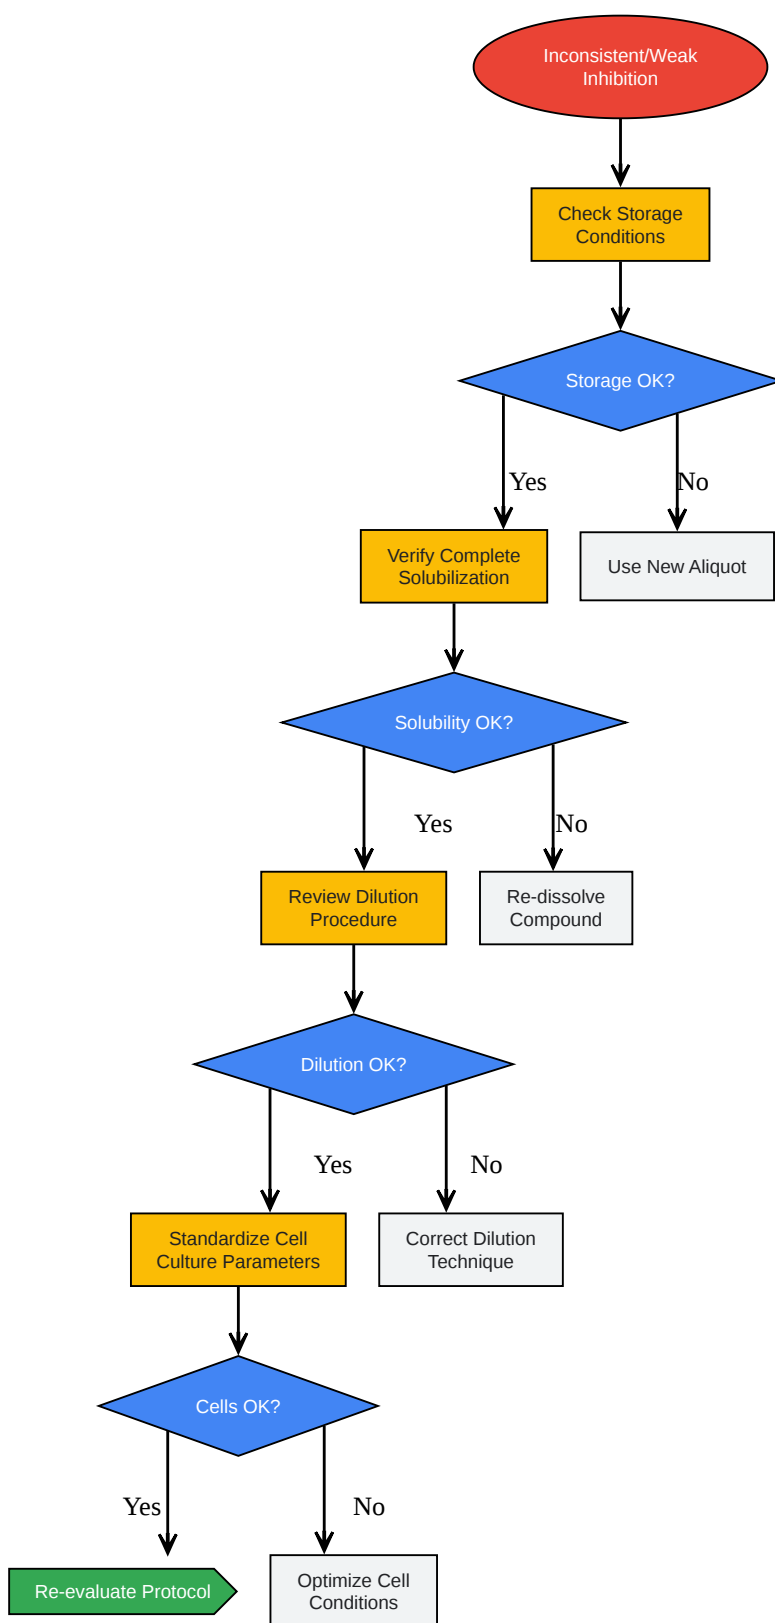 Inconsistent/Weak
Inhibition
Check Storage
Conditions
Storage OK?
Yes
No
Verify Complete
Solubilization
Use New Aliquot
Solubility OK?
Yes
No
Review Dilution
Procedure
Re-dissolve
Compound
Dilution OK?
Yes
No
Standardize Cell
Culture Parameters
Correct Dilution
Technique
Cells OK?
Yes
No
Re-evaluate Protocol
Optimize Cell
Conditions